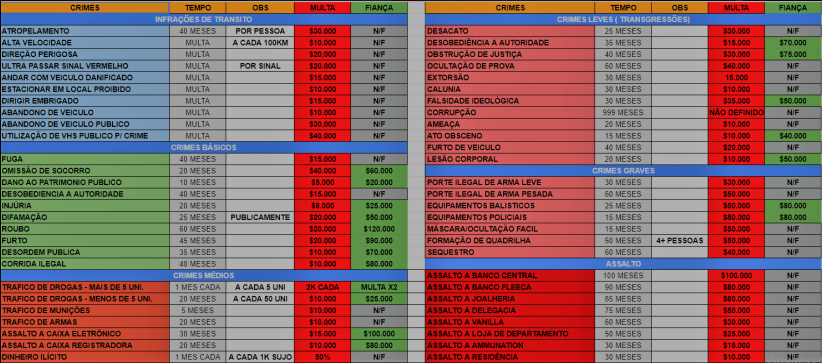 CRIMES TEMPO OBS MULTA FIANÇA
INFRAÇÕES DE TRANSITO
ATROPELAMENTO 40 MESES POR PESSOA $30.000 N/F
ALTA VELOCIDADE MULTA A CADA 100KM $10.000 N/F
DIREÇÃO PERIGOSA MULTA $20.000 N/F
ULTRA PASSAR SINAL VERMELHO MULTA POR SINAL $20.000 N/F
ANDAR COM VEICULO DANIFICADO MULTA $15.000 N/F
ESTACIONAR EM LOCAL PROIBIDO MULTA $10.000 N/F
DIRIGIR EMBRIGADO MULTA $15.000 N/F
ABANDONO DE VEICULO MULTA $10.000 N/F
ABANDONO DE VEICULO PUBLICO MULTA $30.000 N/F
UTILIZAÇÃO DE VHS PUBLICO P/ CRIME MULTA $40.000 N/F
CRIMES BÁSICOS
FUGA 40 MESES $15.000 N/F
OMISSÃO DE SOCORRO 20 MESES $40.000 $60.000
DANO AO PATRIMONIO PUBLICO 10 MESES $5.000 $20.000
DESOBEDIENCIA A AUTORIDADE 40 MESES $15.000 N/F
INJÚRIA 20 MESES $8.000 $25.000
DIFAMAÇÃO 25 MESES PUBLICAMENTE $20.000 $50.000
ROUBO 60 MESES $20.000 $120.000
FURTO 45 MESES $20.000 $90.000
DESORDEM PUBLICA 35 MESES $10.000 $70.000
CORRIDA ILEGAL 40 MESES $10.000 $80.000
CRIMES MÉDIOS
TRAFICO DE DROGAS - MAIS DE 5 UNI. 1 MES CADA A CADA 5 UNI 2K CADA MULTA X2
TRAFICO DE DROGAS - MENOS DE 5 UNI. 20 MESES A CADA 50 UNI $10.000 $25.000
TRAFICO DE MUNIÇÕES 5 MESES $10.000 N/F
TRAFICO DE ARMAS 20 MESES $10.000 N/F
ASSALTO A CAIXA ELETRÔNICO 30 MESES $15.000 $100.000
ASSALTO A CAIXA REGISTRADORA 20 MESES $10.000 $80.000
DINHEIRO ILÍCITO 1 MES CADA A CADA 1K SUJO 50% N/F
CRIMES TEMPO OBS MULTA FIANÇA
CRIMES LEVES ( TRANSGRESSÕES)
DESACATO 25 MESES $30.000 N/F
DESOBEDIÊNCIA A AUTORIDADE 35 MESES $15.000 $70.000
OBSTRUÇÃO DE JUSTIÇA 40 MESES $30.000 $75.000
OCULTAÇÃO DE PROVA 60 MESES $40.000 N/F
EXTORSÃO 30 MESES 15.000 N/F
CALUNIA 30 MESES $10.000 N/F
FALSIDADE IDEOLÓGICA 30 MESES $35.000 $50.000
CORRUPÇÃO 999 MESES NÃO DEFINIDO N/F
AMEAÇA 20 MESES $10.000 N/F
ATO OBSCENO 15 MESES $10.000 $40.000
FURTO DE VEICULO 40 MESES $20.000 N/F
LESÃO CORPORAL 20 MESES $10.000 $50.000
CRIMES GRAVES
PORTE ILEGAL DE ARMA LEVE 30 MESES $30.000 N/F
PORTE ILEGAL DE ARMA PESADA 60 MESES $50.000 N/F
EQUIPAMENTOS BALISTICOS 25 MESES $50.000 $80.000
EQUIPAMENTOS POLICIAIS 15 MESES $50.000 $80.000
MÁSCARA/OCULTAÇÃO FACIL 15 MESES $50.000 N/F
FORMAÇÃO DE QUADRILHA 50 MESES 4+ PESSOAS $50.000 N/F
SEQUESTRO 60 MESES $40.000 N/F
ASSALTO
ASSALTO A BANCO CENTRAL 100 MESES $100.000 N/F
ASSALTO A BANCO FLEECA 90 MESES $80.000 N/F
ASSALTO A JOALHERIA 85 MESES $60.000 N/F
ASSALTO A DELEGACIA 75 MESES $50.000 N/F
ASSALTO A VANILLA 60 MESES $30.000 N/F
ASSALTO A LOJA DE DEPARTAMENTO 50 MESES $25.000 N/F
ASSALTO A AMMUNATION 30 MESES $15.000 N/F
ASSALTO A RESIDÊNCIA 30 MESES $10.000 N/F